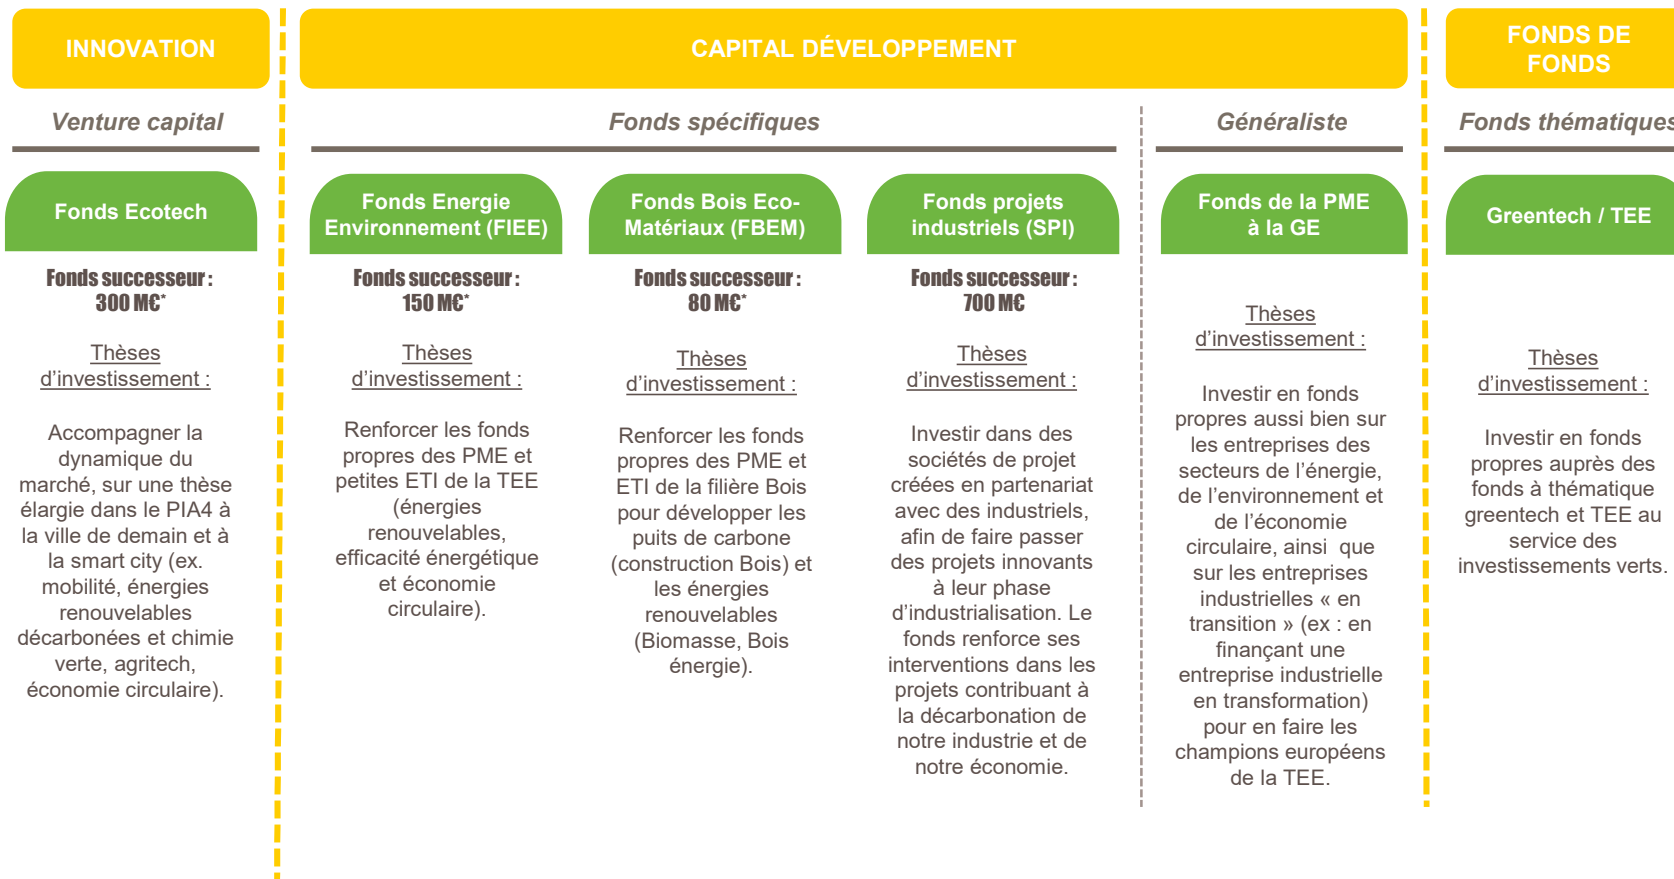 INNOVATION
CAPITAL DÉVELOPPEMENT
FONDS DE
FONDS
Venture capital
Fonds spécifiques
Généraliste
Fonds thématiques
Fonds Ecotech
Fonds successeur :
300 M€*
Thèses
d’investissement :
Accompagner la
dynamique du
marché, sur une thèse
élargie dans le PIA4 à
la ville de demain et à
la smart city (ex.
mobilité, énergies
renouvelables
décarbonées et chimie
verte, agritech,
économie circulaire).
Fonds Energie
Environnement (FIEE)
Fonds successeur :
150 M€*
Thèses
d’investissement :
Renforcer les fonds
propres des PME et
petites ETI de la TEE
(énergies
renouvelables,
efficacité énergétique
et économie
circulaire).
Fonds Bois Eco-
Matériaux (FBEM)
Fonds successeur :
80 M€*
Thèses
d’investissement :
Renforcer les fonds
propres des PME et
ETI de la filière Bois
pour développer les
puits de carbone
(construction Bois) et
les énergies
renouvelables
(Biomasse, Bois
énergie).
Fonds projets
industriels (SPI)
Fonds successeur :
700 M€
Thèses
d’investissement :
Investir dans des
sociétés de projet
créées en partenariat
avec des industriels,
afin de faire passer
des projets innovants
à leur phase
d’industrialisation. Le
fonds renforce ses
interventions dans les
projets contribuant à
la décarbonation de
notre industrie et de
notre économie.
Fonds de la PME
à la GE
Thèses
d’investissement :
Investir en fonds
propres aussi bien sur
les entreprises des
secteurs de l’énergie,
de l’environnement et
de l’économie
circulaire, ainsi que
sur les entreprises
industrielles « en
transition » (ex : en
finançant une
entreprise industrielle
en transformation)
pour en faire les
champions européens
de la TEE.
Greentech / TEE
Thèses
d’investissement :
Investir en fonds
propres auprès des
fonds à thématique
greentech et TEE au
service des
investissements verts.